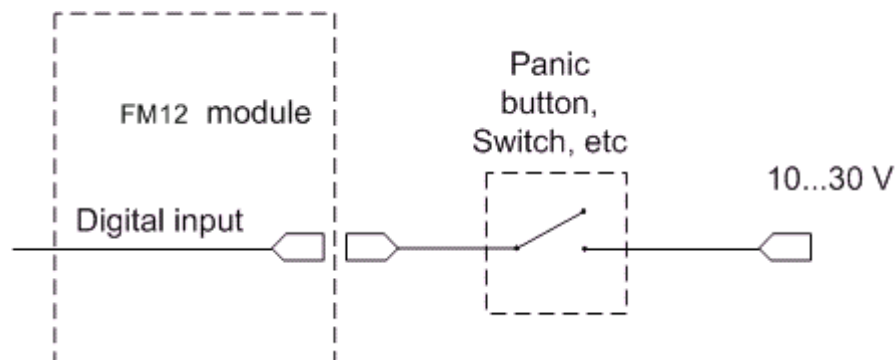 Panic
button,
Switch, etc
FM12 module
10...30 V
Digital input